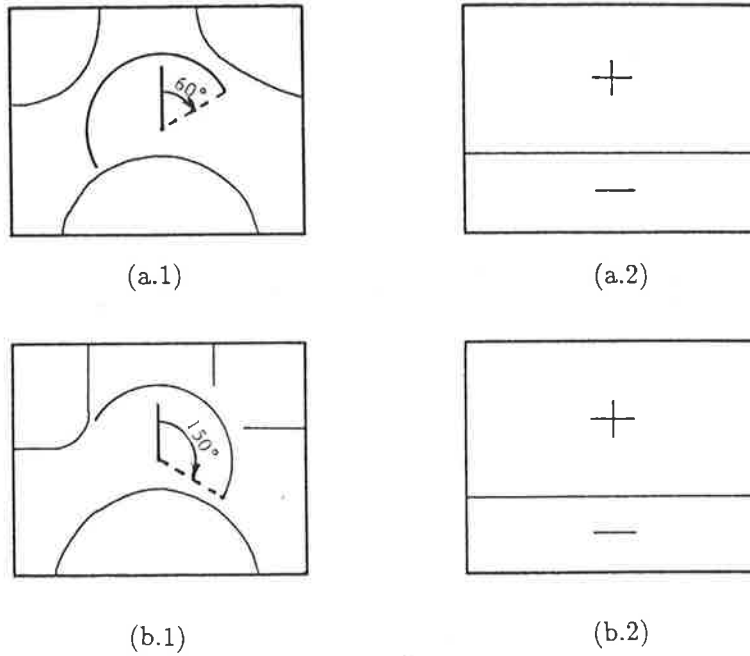 60°
+
−
(a.1)
(a.2)
150°
+
−
(b.1)
(b.2)